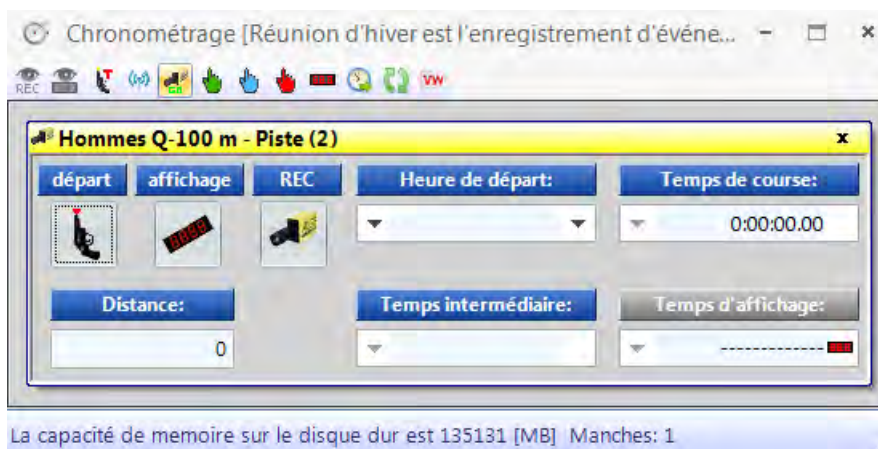 Chronométrage [Réunion d'hiver est l'enregistrement d'événe...
REC T GO VW
Hommes Q-100 m - Piste (2)
départ affichage REC Heure de départ: Temps de course:
0:00:00.00
Distance: Temps intermédiaire: Temps d'affichage:
0 -------------
La capacité de memoire sur le disque dur est 135131 [MB] Manches: 1